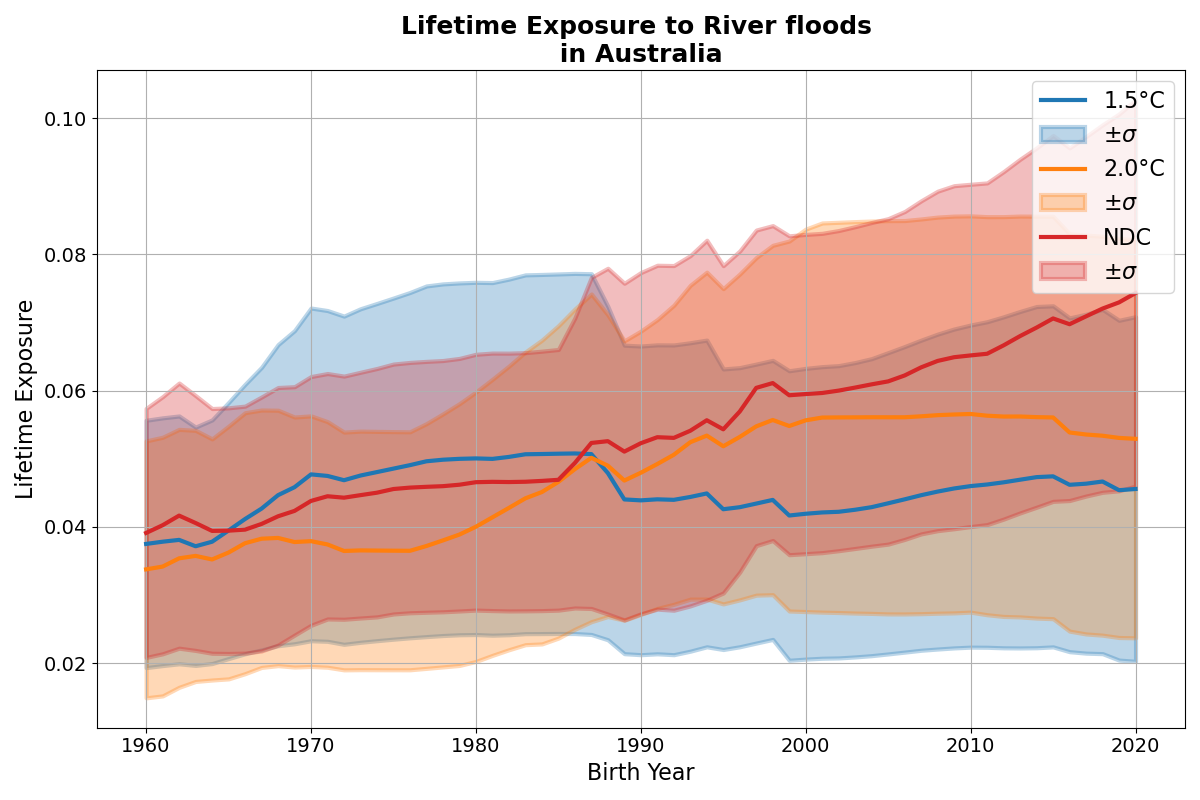 Lifetime Exposure to River floods
in Australia
Lifetime Exposure
0.10
0.08
0.06
0.04
0.02
1.5°C
±σ
2.0°C
±σ
NDC
±σ
1960 1970 1980 1990 2000 2010 2020
Birth Year